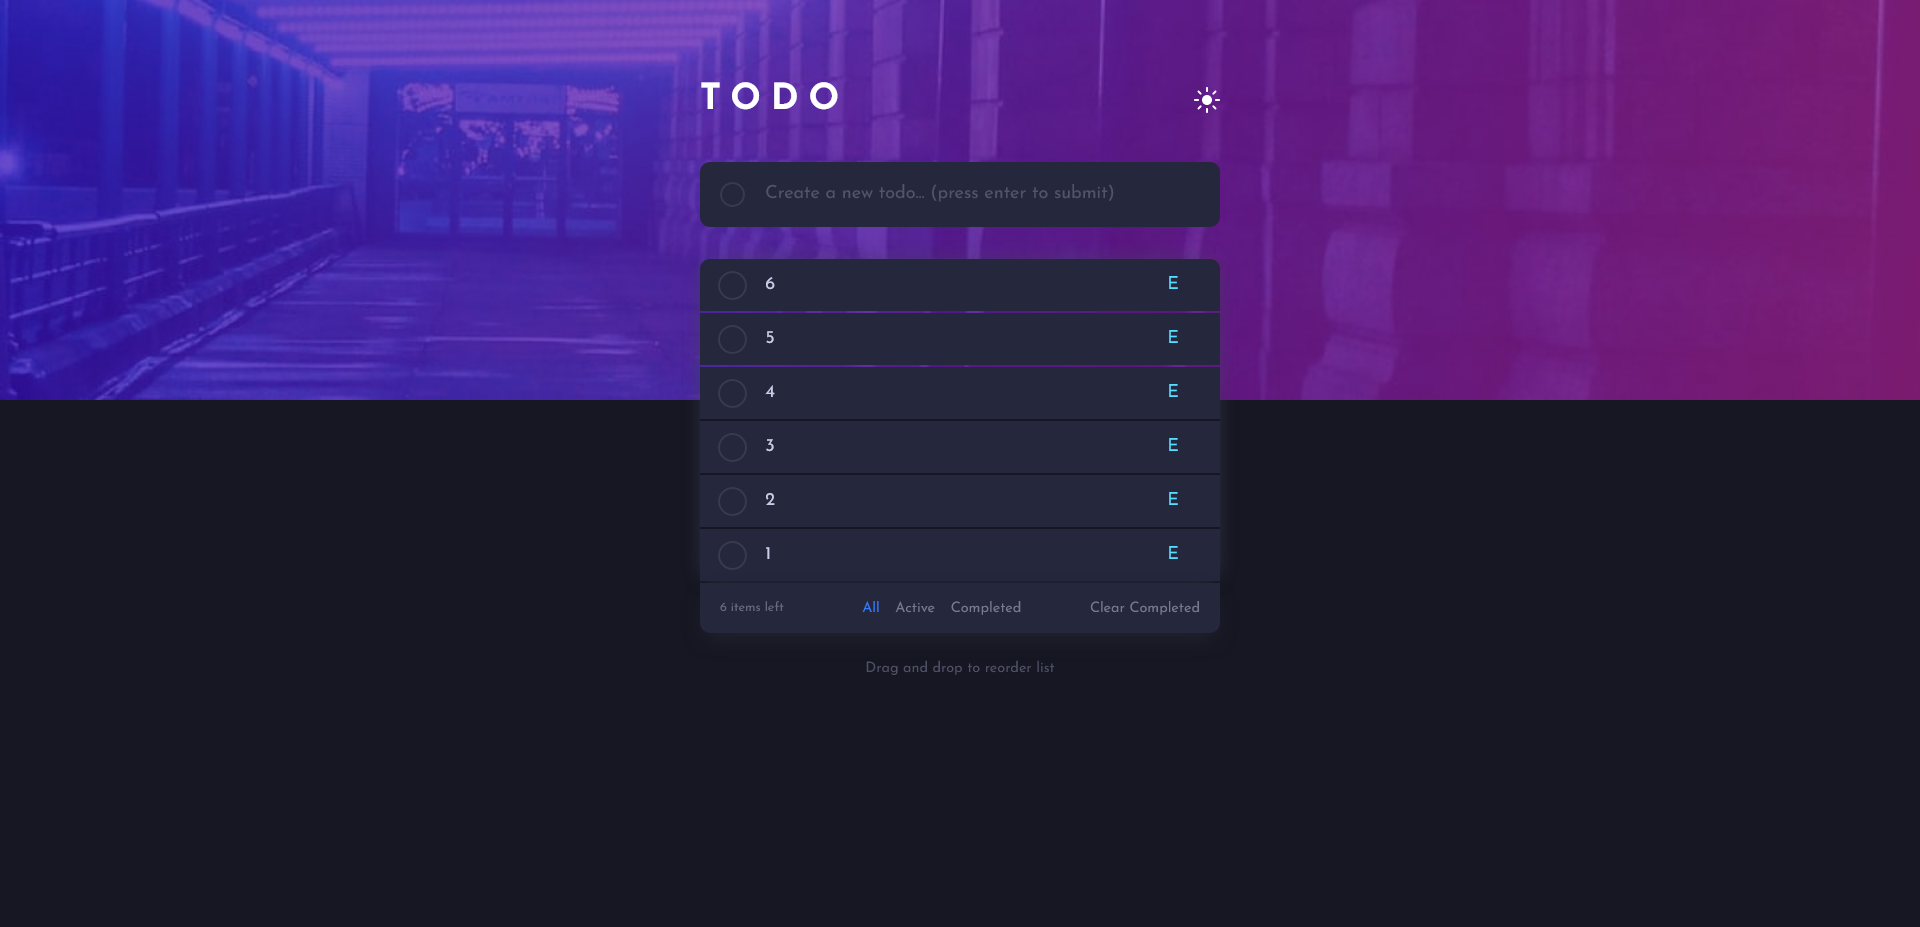 TODO
Create a new todo... (press enter to submit)
6 E
5 E
4 E
3 E
2 E
1 E
6 items left All Active Completed Clear Completed
Drag and drop to reorder list